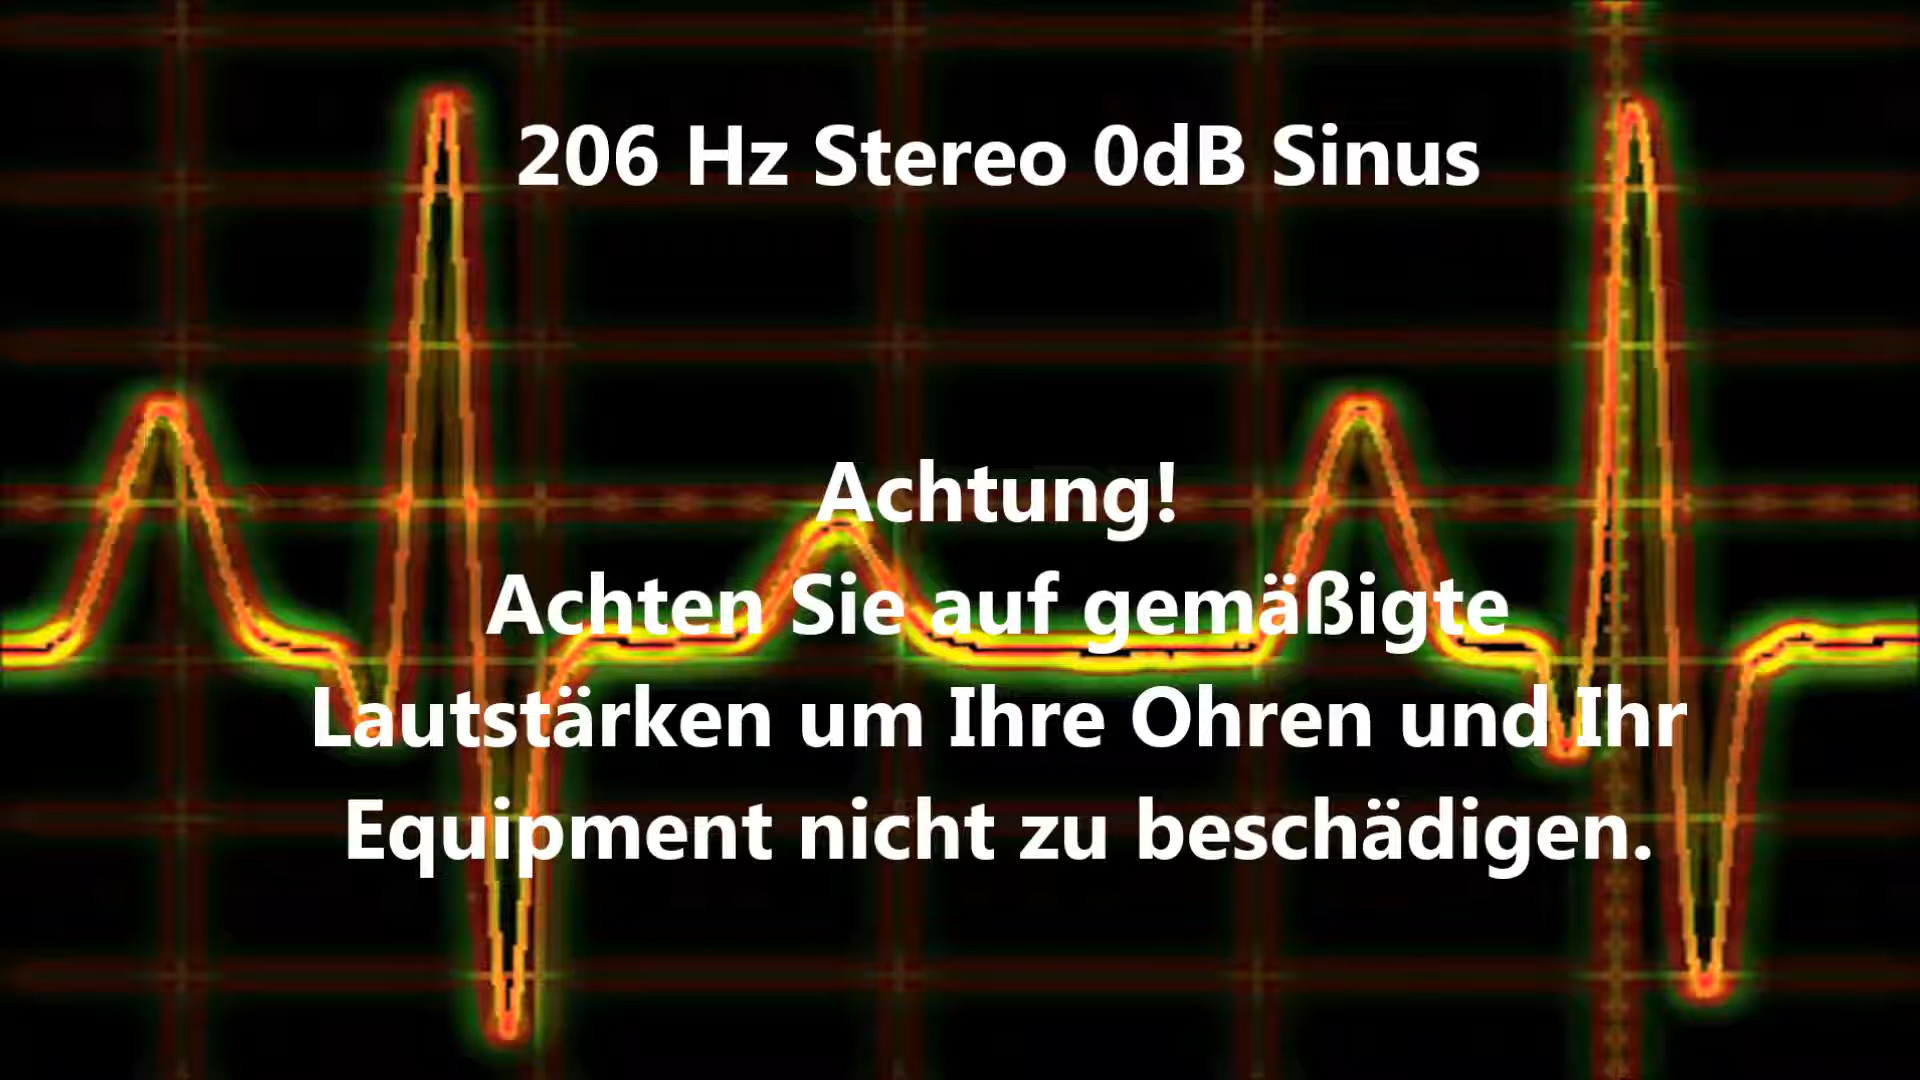 206 Hz Stereo 0dB Sinus
Achtung!
Achten Sie auf gemäßigte
Lautstärken um Ihre Ohren und Ihr
Equipment nicht zu beschädigen.